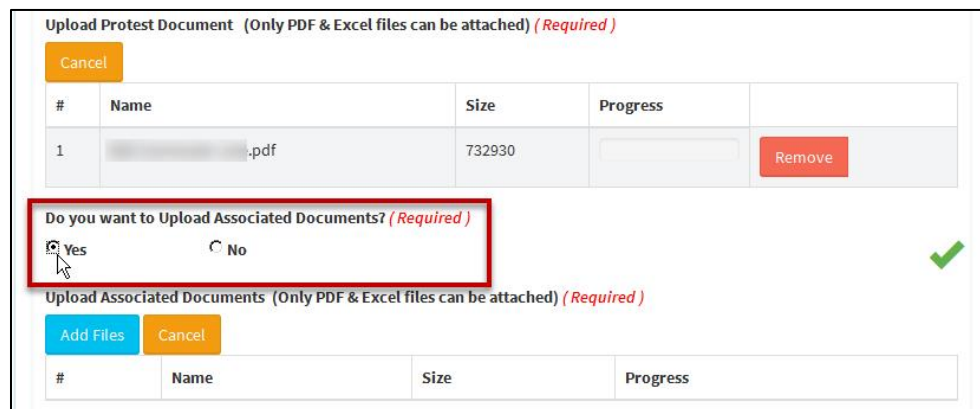 Upload Protest Document (Only PDF & Excel files can be attached) ( Required )
Cancel
# Name Size Progress
1 .pdf 732930 Remove
Do you want to Upload Associated Documents? ( Required )
Yes No
Upload Associated Documents (Only PDF & Excel files can be attached) ( Required )
Add Files Cancel
# Name Size Progress